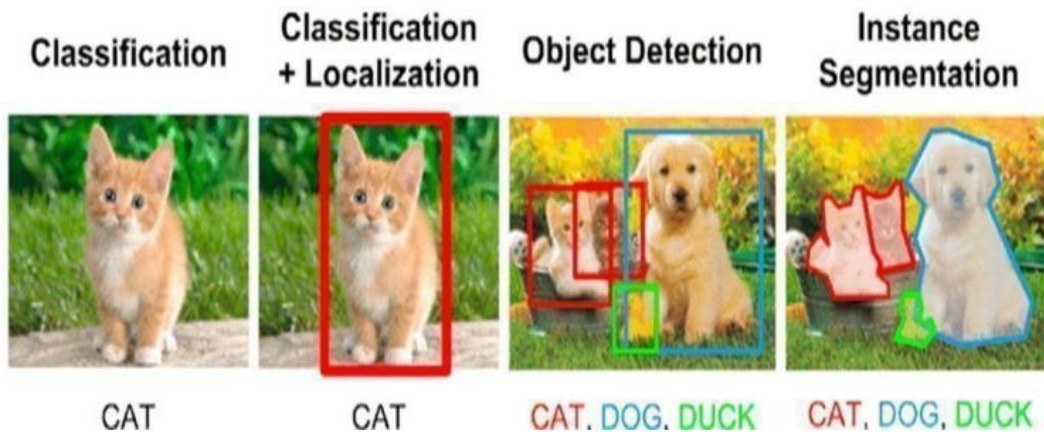 Classification
Classification
+ Localization
Object Detection
Instance
Segmentation
CAT
CAT
CAT, DOG, DUCK
CAT, DOG, DUCK